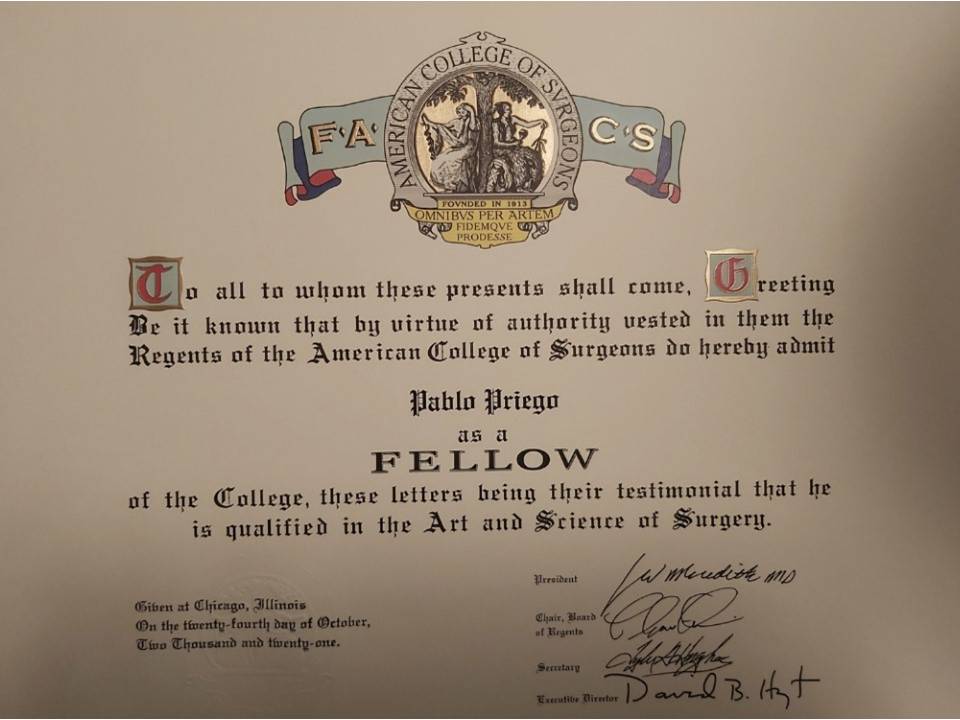 AMERICAN COLLEGE OF SVRGEONS
F·A· C·S
FOVNDED IN 1913
OMNIBVS PER ARTEM
FIDEMQVE
PRODESSE
To all to whom these presents shall come, Greeting
Be it known that by virtue of authority vested in them the
Regents of the American College of Surgeons do hereby admit
Pablo Priego
as a
FELLOW
of the College, these letters being their testimonial that he
is qualified in the Art and Science of Surgery.
Given at Chicago, Illinois
On the twenty-fourth day of October,
Two Thousand and twenty-one.
President JW Meredith MD
Chair, Board
of Regents
Secretary
Executive Director David B. Hoyt